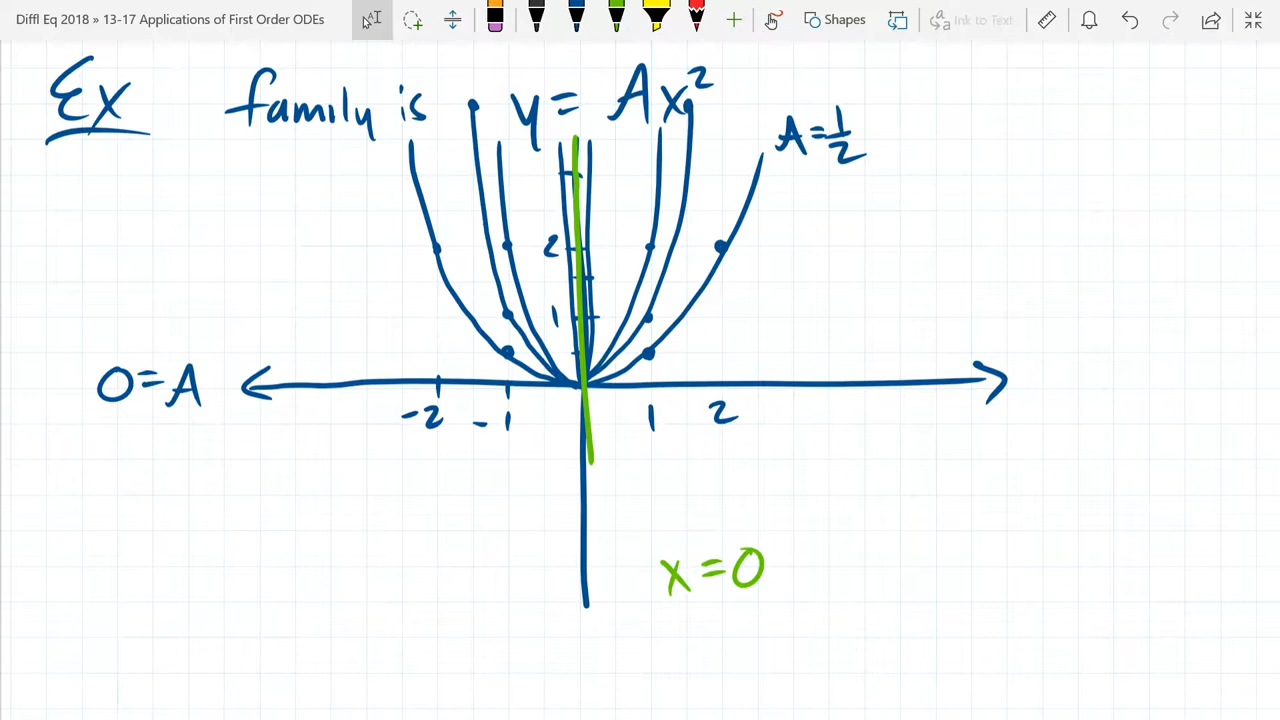 Diffl Eq 2018 » 13-17 Applications of First Order ODEs
Shapes
Ink to Text
Ex family is y = Ax²
A = 1/2
2
1
0 = A
-2 -1 1 2
x = 0